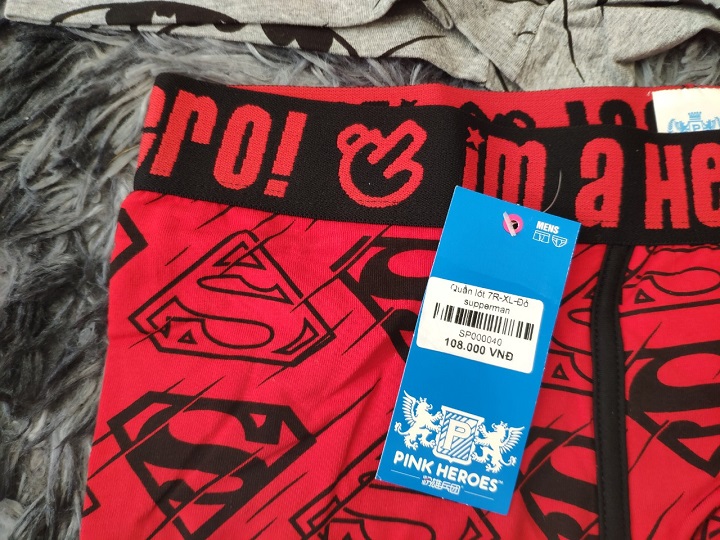 ero!
im a He
MENS
Quần lót 7R-XL-Đỏ
supperman
SP000040
108.000 VNĐ
P
PINK HEROES